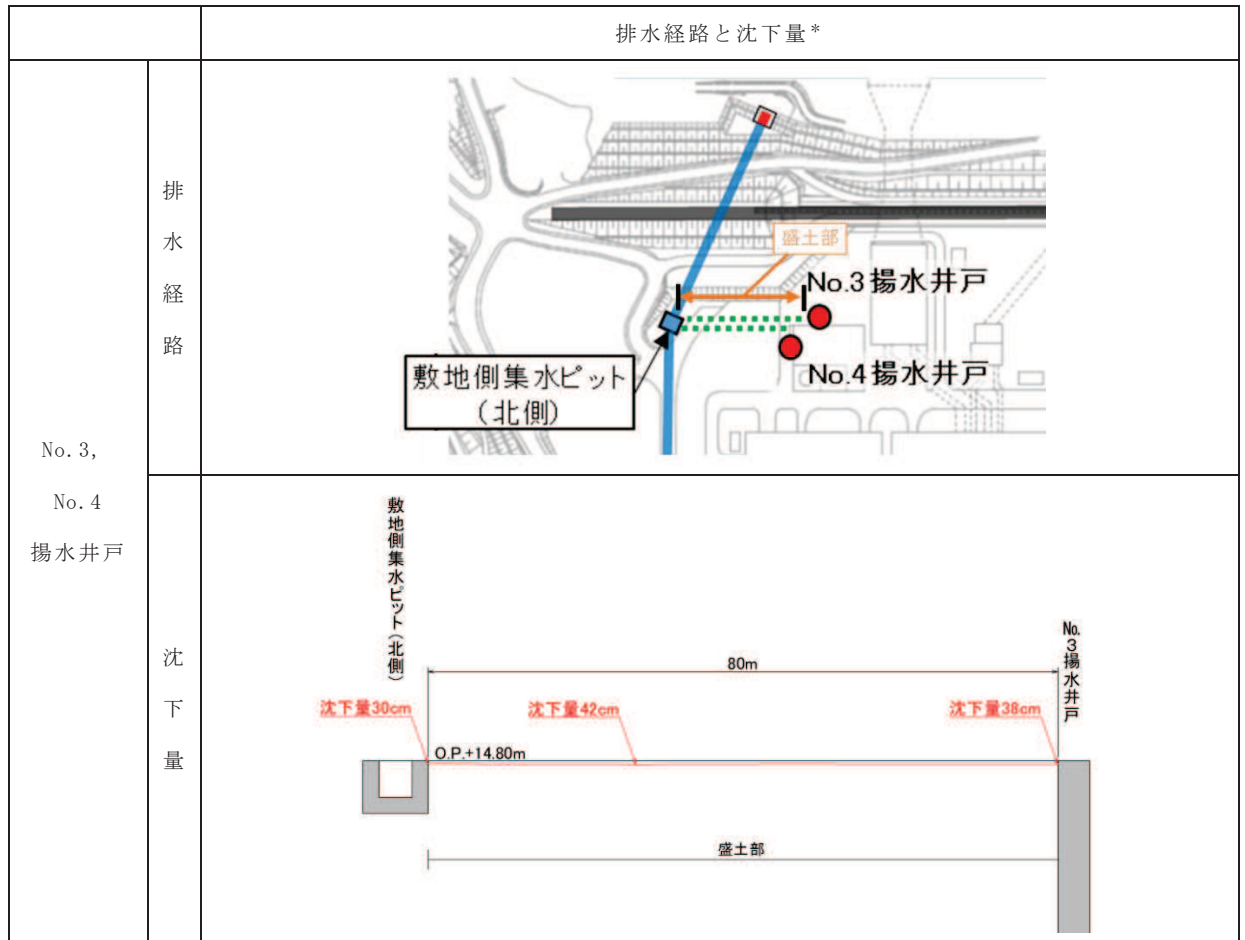 排水経路と沈下量*
No. 3,
No. 4
揚水井戸
排水経路
盛土部
No.3揚水井戸
No.4揚水井戸
敷地側集水ピット
(北側)
沈下量
敷地側集水ピット(北側)
No.3揚水井戸
80m
沈下量30cm
沈下量42cm
沈下量38cm
O.P.+14.80m
盛土部